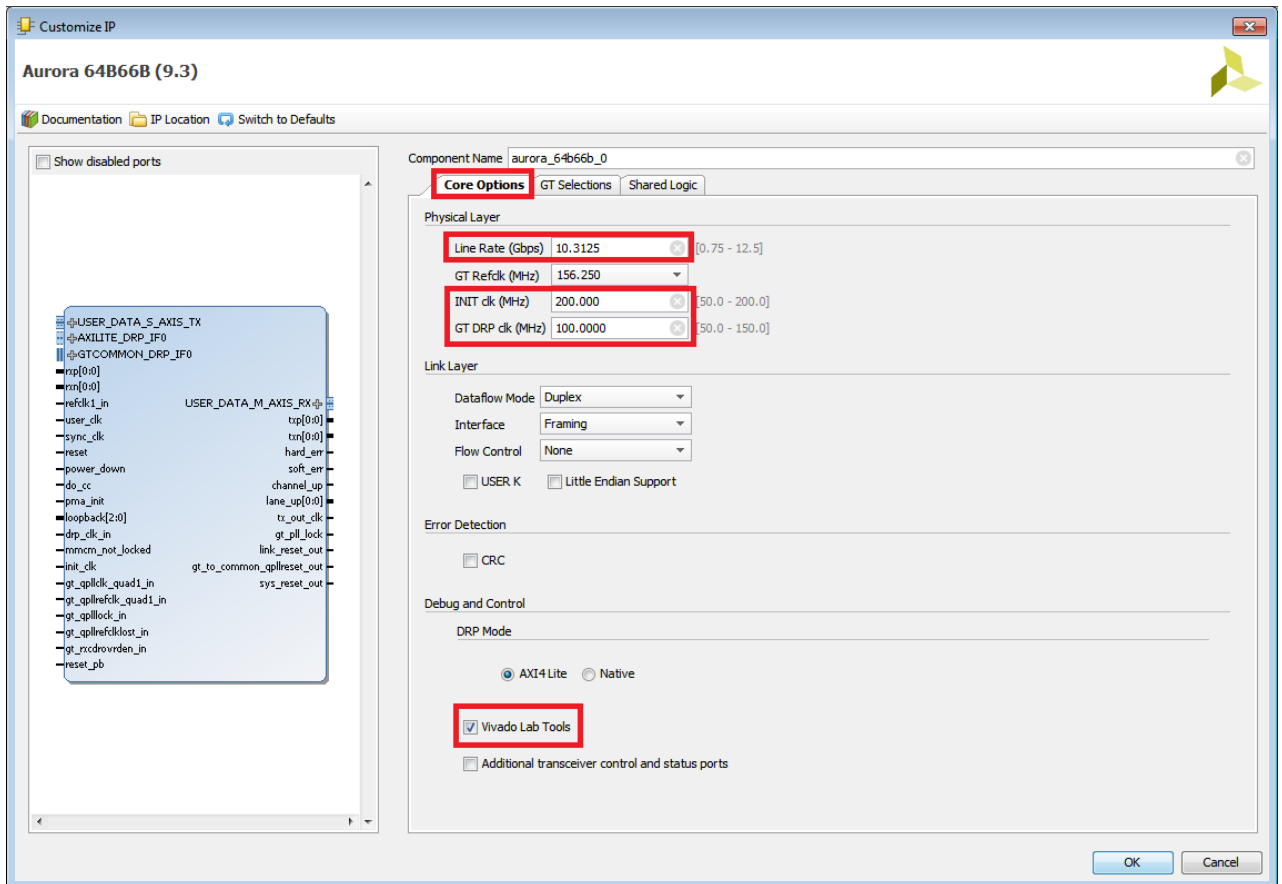 Customize IP
Aurora 64B66B (9.3)
Documentation IP Location Switch to Defaults
Show disabled ports
USER_DATA_S_AXIS_TX
AXILITE_DRP_IF0
GTCOMMON_DRP_IF0
rxp[0:0]
rxn[0:0]
refclk1_in
user_clk
sync_clk
reset
power_down
do_cc
pma_init
loopback[2:0]
drp_clk_in
mmcm_not_locked
init_clk
gt_qpllclk_quad1_in
gt_qpllrefclk_quad1_in
gt_qplllock_in
gt_qpllrefclklost_in
gt_rxcdrovrden_in
reset_pb
USER_DATA_M_AXIS_RX
txp[0:0]
txn[0:0]
hard_err
soft_err
channel_up
lane_up[0:0]
tx_out_clk
gt_pll_lock
link_reset_out
gt_to_common_qpllreset_out
sys_reset_out
Component Name aurora_64b66b_0
Core Options GT Selections Shared Logic
Physical Layer
Line Rate (Gbps) 10.3125 [0.75 - 12.5]
GT Refclk (MHz) 156.250
INIT clk (MHz) 200.000 [50.0 - 200.0]
GT DRP clk (MHz) 100.0000 [50.0 - 150.0]
Link Layer
Dataflow Mode Duplex
Interface Framing
Flow Control None
USER K Little Endian Support
Error Detection
CRC
Debug and Control
DRP Mode
AXI4 Lite Native
Vivado Lab Tools
Additional transceiver control and status ports
OK Cancel